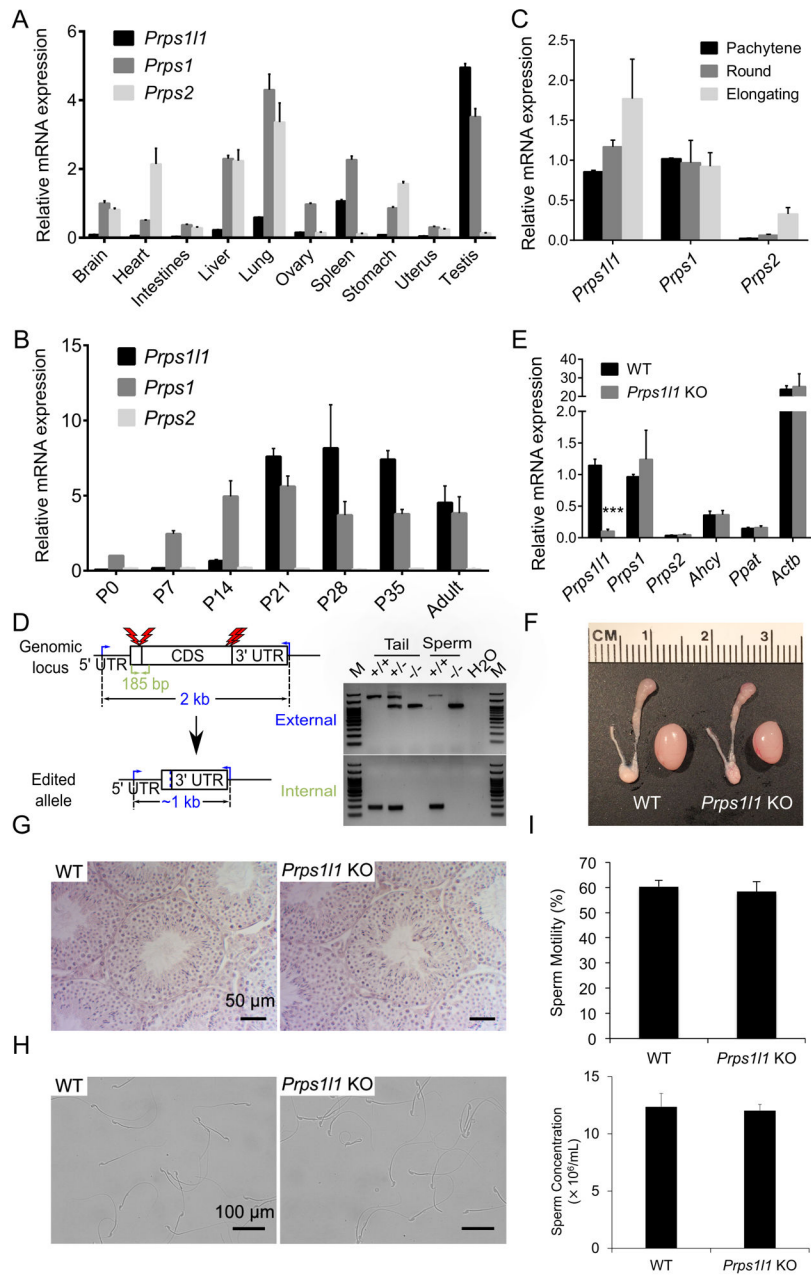 A
Relative mRNA expression
6
4
2
0
Prps1l1
Prps1
Prps2
Brain
Heart
Intestines
Liver
Lung
Ovary
Spleen
Stomach
Uterus
Testis
C
Relative mRNA expression
2.5
2.0
1.5
1.0
0.5
0.0
Pachytene
Round
Elongating
Prps1l1
Prps1
Prps2
B
Relative mRNA expression
15
10
5
0
Prps1l1
Prps1
Prps2
P0
P7
P14
P21
P28
P35
Adult
E
Relative mRNA expression
40
30
20
10
1.5
1.0
0.5
0.0
WT
Prps1l1 KO
***
Prps1l1
Prps1
Prps2
Ahcy
Ppat
Actb
D
Genomic locus
5' UTR
CDS
3' UTR
185 bp
2 kb
Edited allele
5' UTR
3' UTR
~1 kb
Tail
Sperm
M
+/+
+/-
-/-
+/+
-/-
H2O
M
External
Internal
F
CM
1
2
3
WT
Prps1l1 KO
G
WT
50 µm
Prps1l1 KO
H
WT
100 µm
Prps1l1 KO
I
Sperm Motility (%)
70
60
50
40
30
20
10
0
WT
Prps1l1 KO
Sperm Concentration
(× 10⁶/mL)
15
10
5
0
WT
Prps1l1 KO